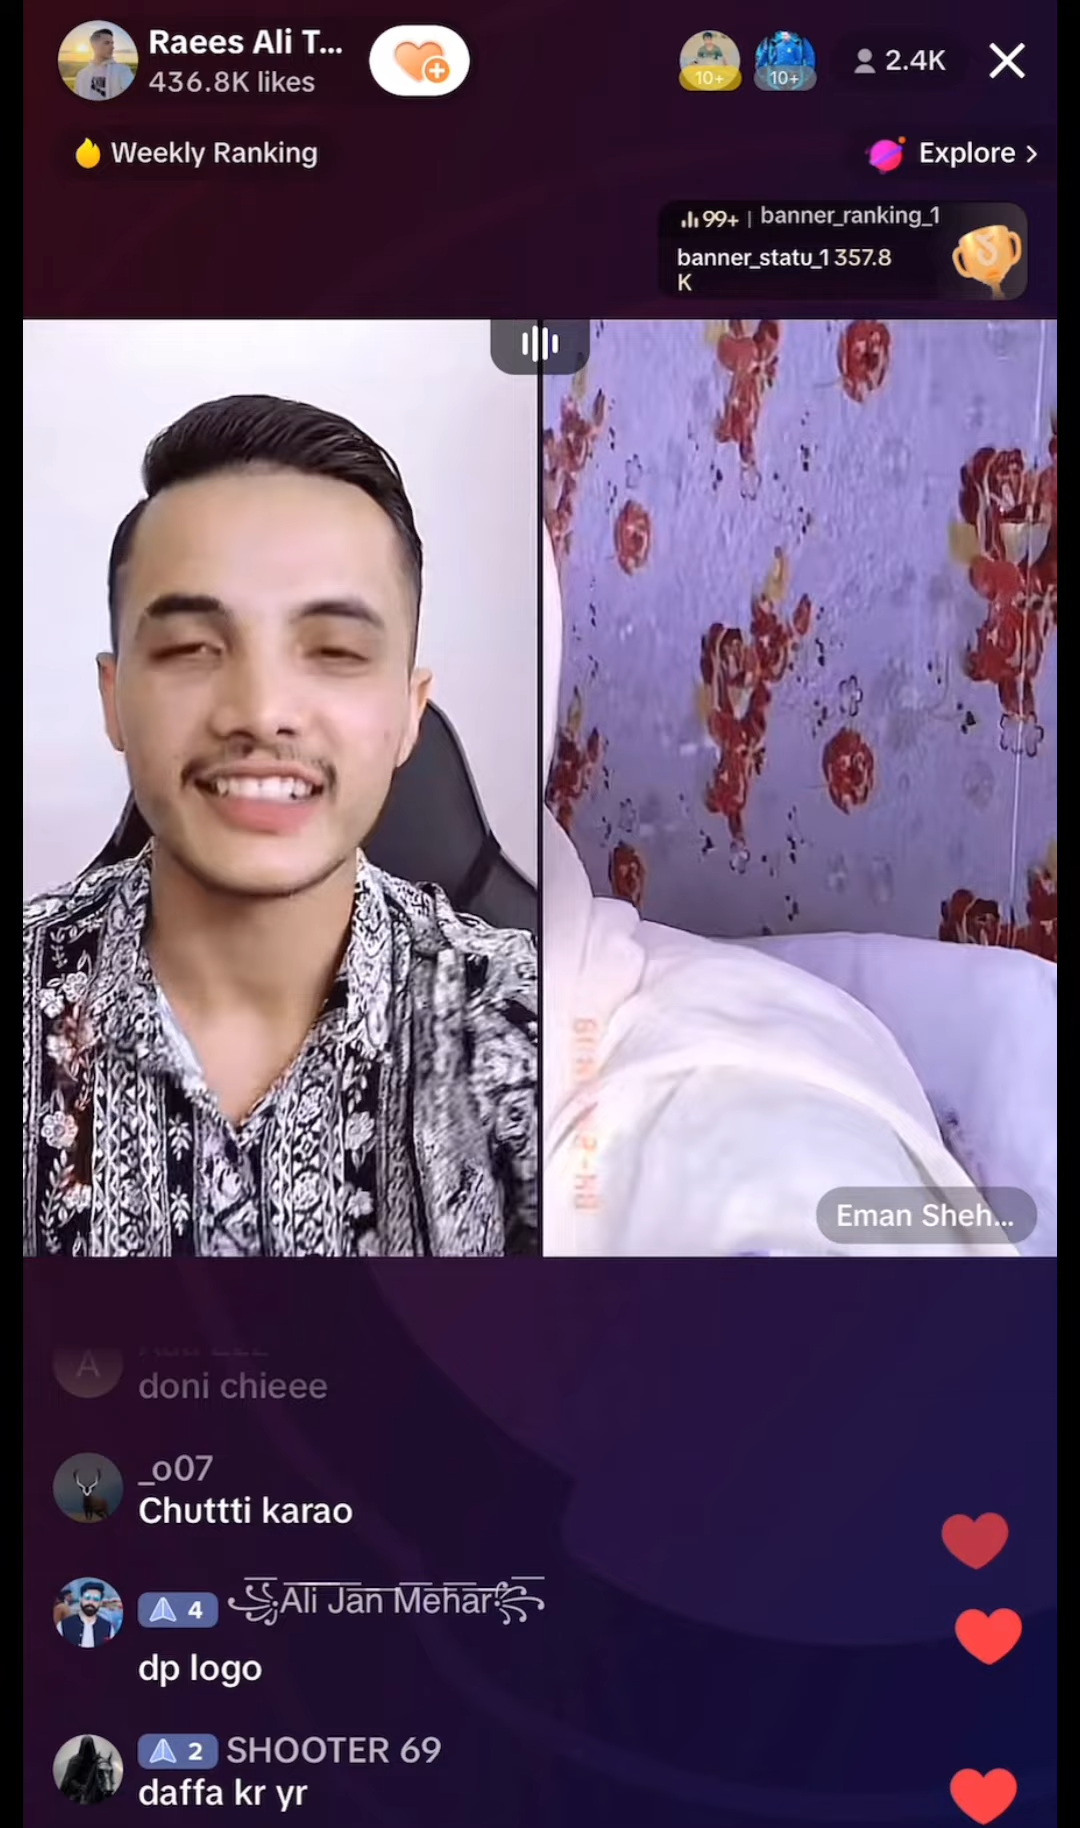 Raees Ali T...
436.8K likes
10+
10+
2.4K
Weekly Ranking
Explore >
99+ | banner_ranking_1
banner_statu_1 357.8
K
Eman Sheh...
A
doni chieee
_o07
Chuttti karao
4 Ali Jan Mehar
dp logo
2 SHOOTER 69
daffa kr yr